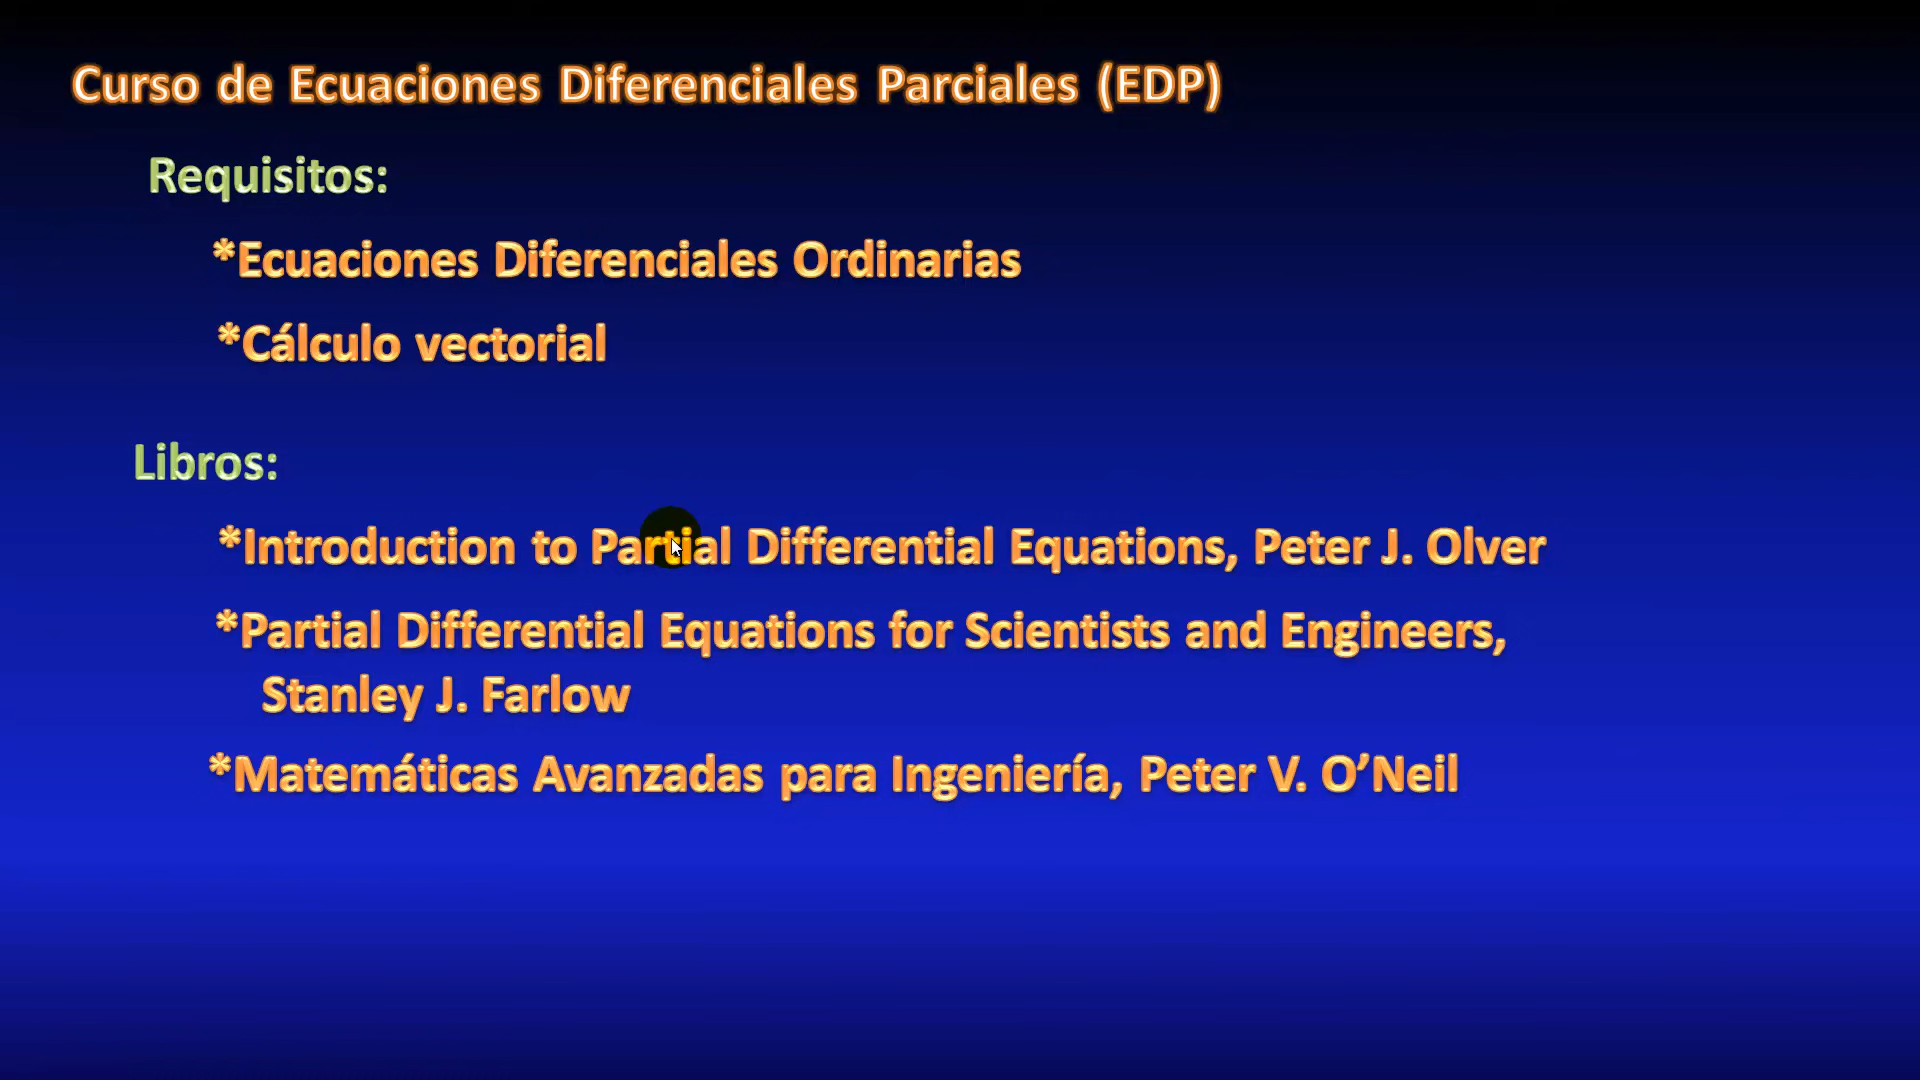 Curso de Ecuaciones Diferenciales Parciales (EDP)
Requisitos:
*Ecuaciones Diferenciales Ordinarias
*Cálculo vectorial
Libros:
*Introduction to Partial Differential Equations, Peter J. Olver
*Partial Differential Equations for Scientists and Engineers,
Stanley J. Farlow
*Matemáticas Avanzadas para Ingeniería, Peter V. O’Neil